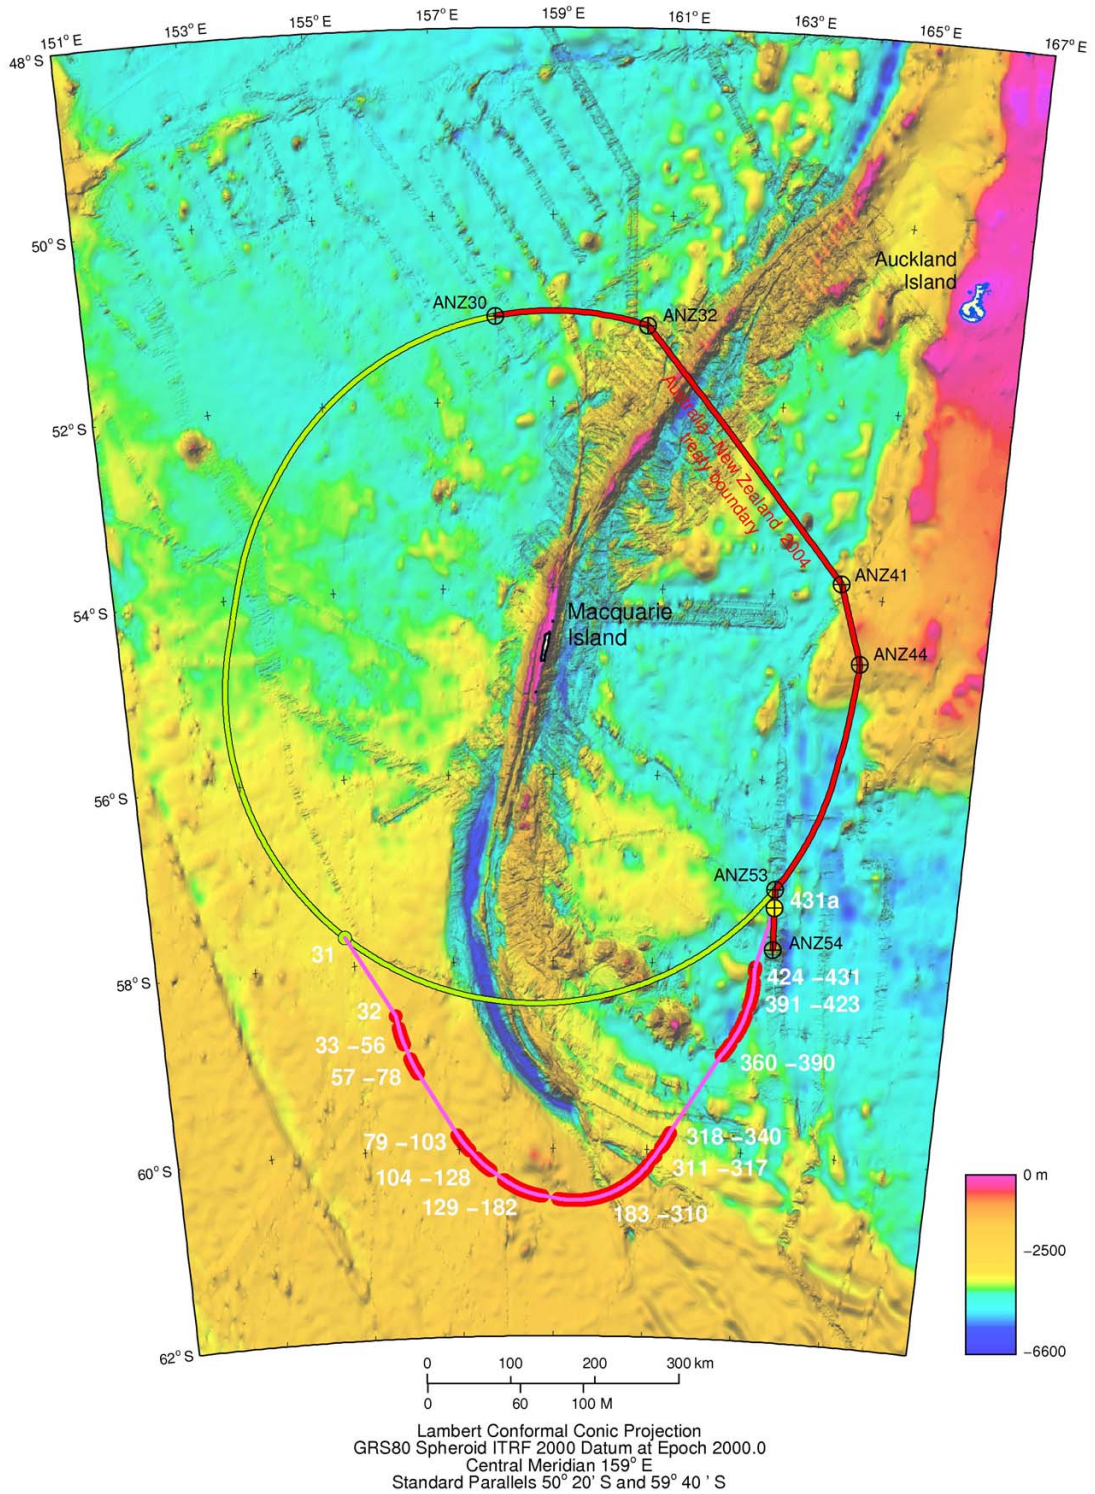 151° E
153° E
155° E
157° E
159° E
161° E
163° E
165° E
167° E
48° S
50° S
52° S
54° S
56° S
58° S
60° S
62° S
Auckland
Island
ANZ30
ANZ32
Australia –New Zealand 2004
treaty boundary
ANZ41
Macquarie
Island
ANZ44
ANZ53
431a
ANZ54
31
424 –431
391 –423
32
33 –56
360 –390
57 –78
79 –103
318 –340
104 –128
311 –317
129 –182
183 –310
0 m
–2500
–6600
0 100 200 300 km
0 60 100 M
Lambert Conformal Conic Projection
GRS80 Spheroid ITRF 2000 Datum at Epoch 2000.0
Central Meridian 159° E
Standard Parallels 50° 20' S and 59° 40 ' S